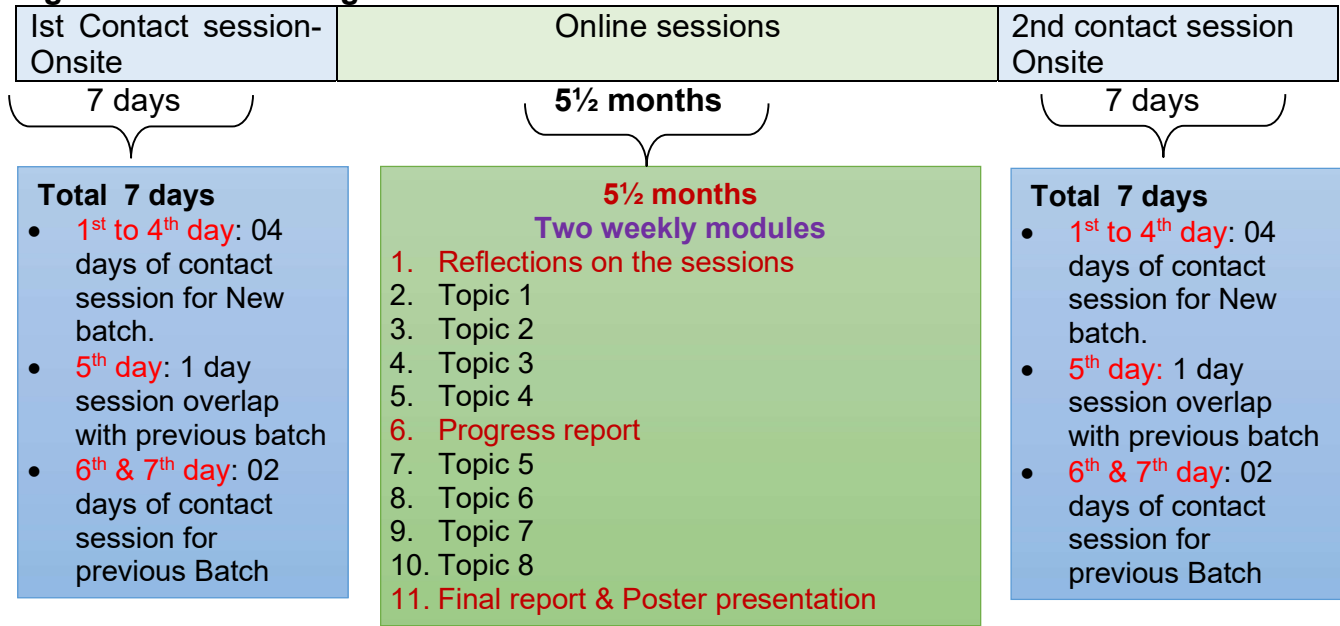 Ist Contact session-
Onsite
Online sessions
2nd contact session
Onsite
7 days
5½ months
7 days
Total 7 days
• 1st to 4th day: 04
days of contact
session for New
batch.
• 5th day: 1 day
session overlap
with previous batch
• 6th & 7th day: 02
days of contact
session for
previous Batch
5½ months
Two weekly modules
1. Reflections on the sessions
2. Topic 1
3. Topic 2
4. Topic 3
5. Topic 4
6. Progress report
7. Topic 5
8. Topic 6
9. Topic 7
10. Topic 8
11. Final report & Poster presentation
Total 7 days
• 1st to 4th day: 04
days of contact
session for New
batch.
• 5th day: 1 day
session overlap
with previous batch
• 6th & 7th day: 02
days of contact
session for
previous Batch